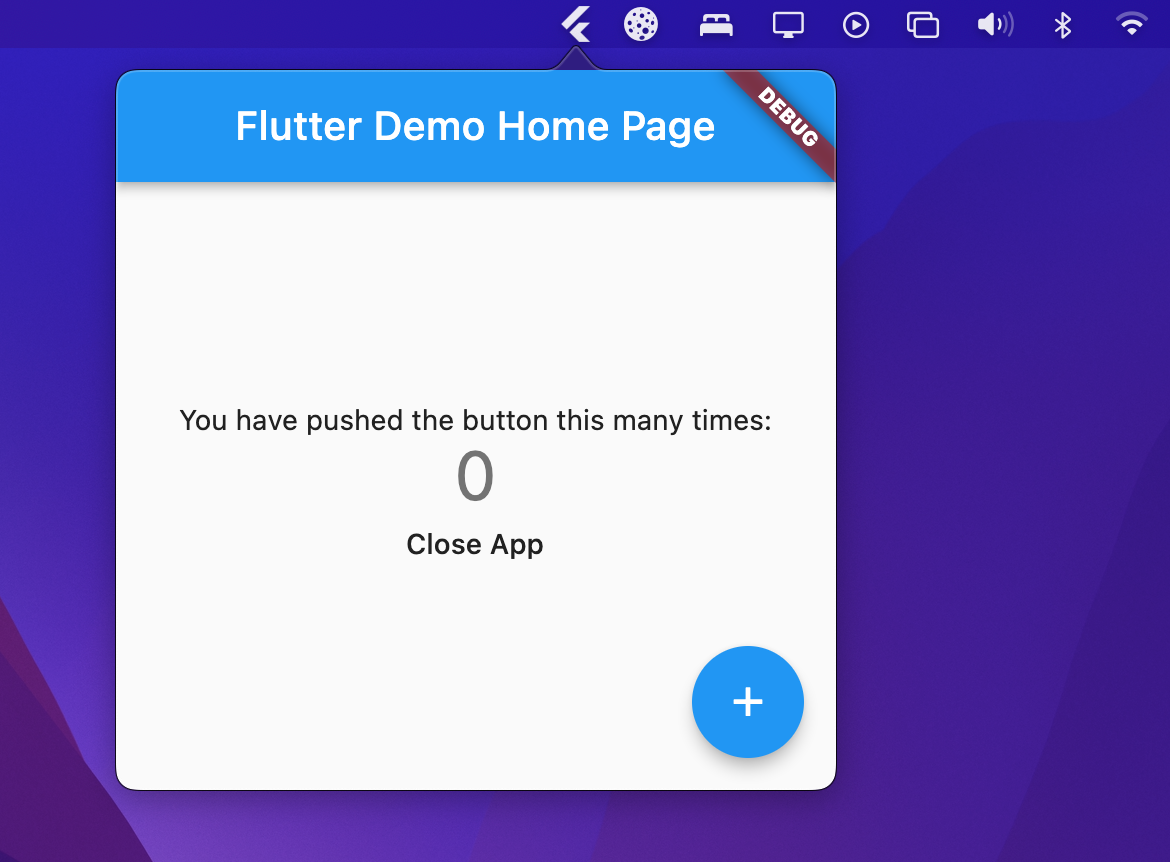 Flutter Demo Home Page
DEBUG
You have pushed the button this many times:
0
Close App
+